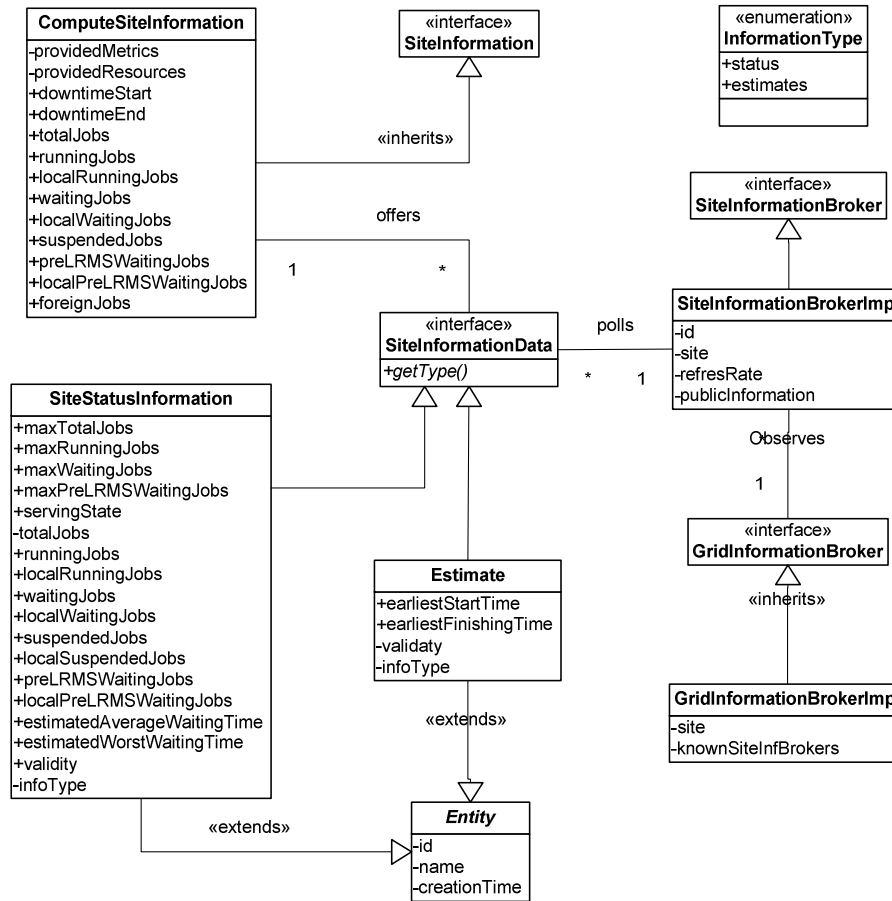 ComputeSiteInformation
-providedMetrics
-providedResources
+downtimeStart
+downtimeEnd
+totalJobs
+runningJobs
+localRunningJobs
+waitingJobs
+localWaitingJobs
+suspendedJobs
+preLRMSWaitingJobs
+localPreLRMSWaitingJobs
+foreignJobs
«interface»
SiteInformation
«enumeration»
InformationType
+status
+estimates
«inherits»
offers
1
*
«interface»
SiteInformationBroker
«interface»
SiteInformationData
+getType()
polls
*
1
SiteInformationBrokerImp
-id
-site
-refresRate
-publicInformation
*
Observes
1
SiteStatusInformation
+maxTotalJobs
+maxRunningJobs
+maxWaitingJobs
+maxPreLRMSWaitingJobs
+servingState
-totalJobs
+runningJobs
+localRunningJobs
+waitingJobs
+localWaitingJobs
+suspendedJobs
+localSuspendedJobs
+preLRMSWaitingJobs
+localPreLRMSWaitingJobs
+estimatedAverageWaitingTime
+estimatedWorstWaitingTime
+validity
-infoType
«interface»
GridInformationBroker
«inherits»
Estimate
+earliestStartTime
+earliestFinishingTime
-validaty
-infoType
GridInformationBrokerImp
-site
-knownSiteInfBrokers
«extends»
«extends»
Entity
-id
-name
-creationTime